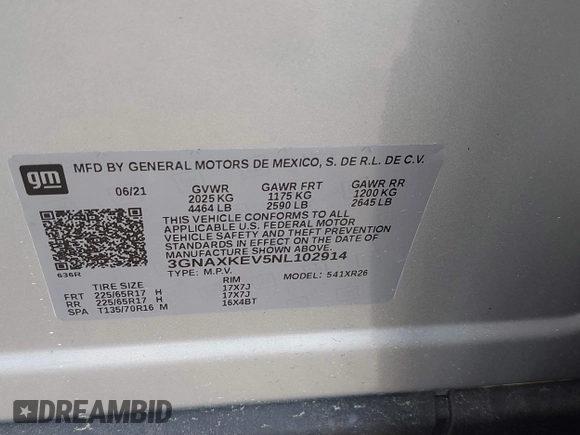 gm
MFD BY GENERAL MOTORS DE MEXICO, S. DE R.L. DE C.V.
06/21 GVWR GAWR FRT GAWR RR
2025 KG 1175 KG 1200 KG
4464 LB 2590 LB 2645 LB
THIS VEHICLE CONFORMS TO ALL
APPLICABLE U.S. FEDERAL MOTOR
VEHICLE SAFETY AND THEFT PREVENTION
STANDARDS IN EFFECT ON THE DATE OF
MANUFACTURE SHOWN ABOVE.
3GNAXKEV5NL102914
636R
TYPE: M.P.V. MODEL: 541XR26
TIRE SIZE RIM
FRT 225/65R17 H 17X7J
RR 225/65R17 H 17X7J
SPA T135/70R16 M 16X4BT
DREAMBID